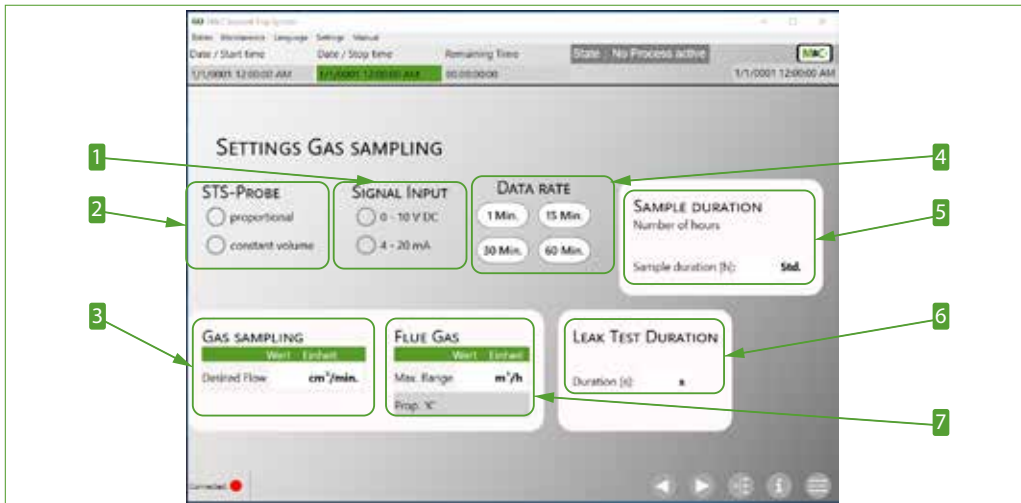 M&C Sorbent Trap System
Rates Maintenance Language Settings Manual
Date / Start time Date / Stop time Remaining Time State : No Process active M&C
1/1/0001 12:00:00 AM 1/1/0001 12:00:00 AM 00:00:00:00 1/1/0001 12:00:00 AM
SETTINGS GAS SAMPLING
1
4
STS-PROBE SIGNAL INPUT DATA RATE
2
proportional 0 - 10 V DC 1 Min. 15 Min.
constant volume 4 - 20 mA 30 Min. 60 Min.
SAMPLE DURATION
5
Number of hours
Sample duration [h]: Std.
3
6
GAS SAMPLING FLUE GAS LEAK TEST DURATION
Wert Einheit Wert Einheit
Desired Flow cm³/min. Max. Range m³/h Duration [s]: s
Prop. 'K'
7
Connected